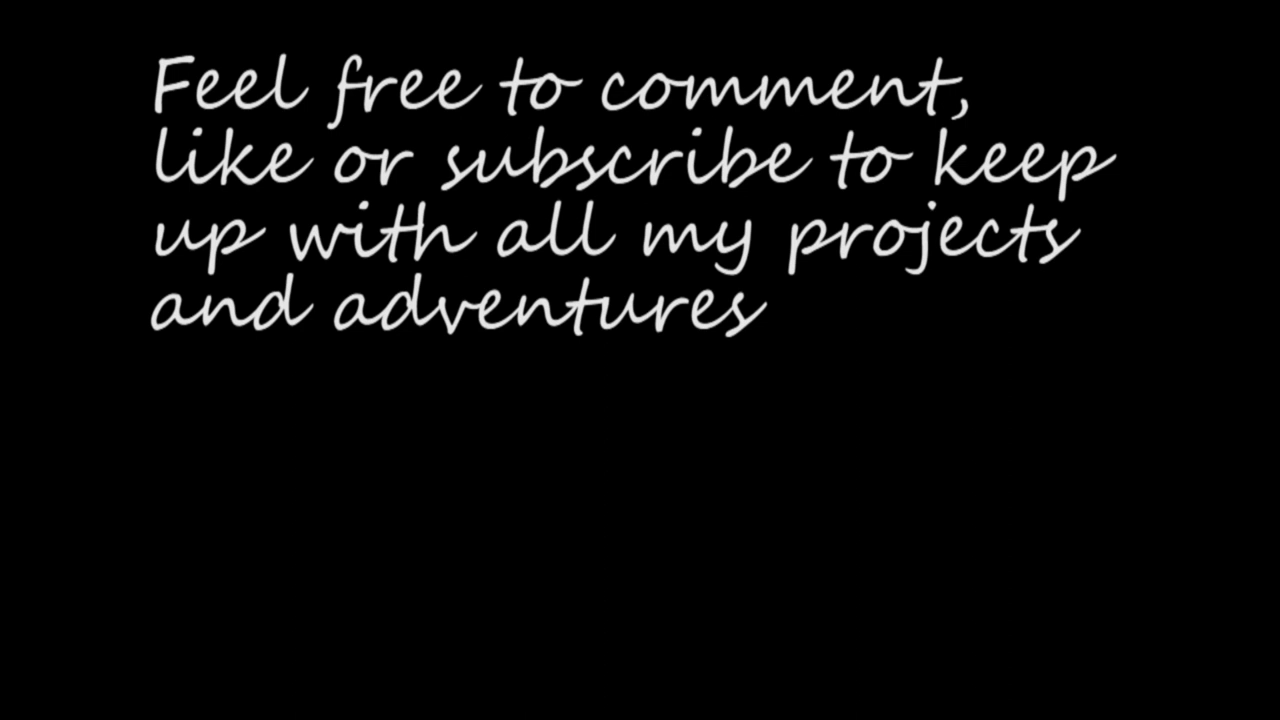 Feel free to comment,
like or subscribe to keep
up with all my projects
and adventures